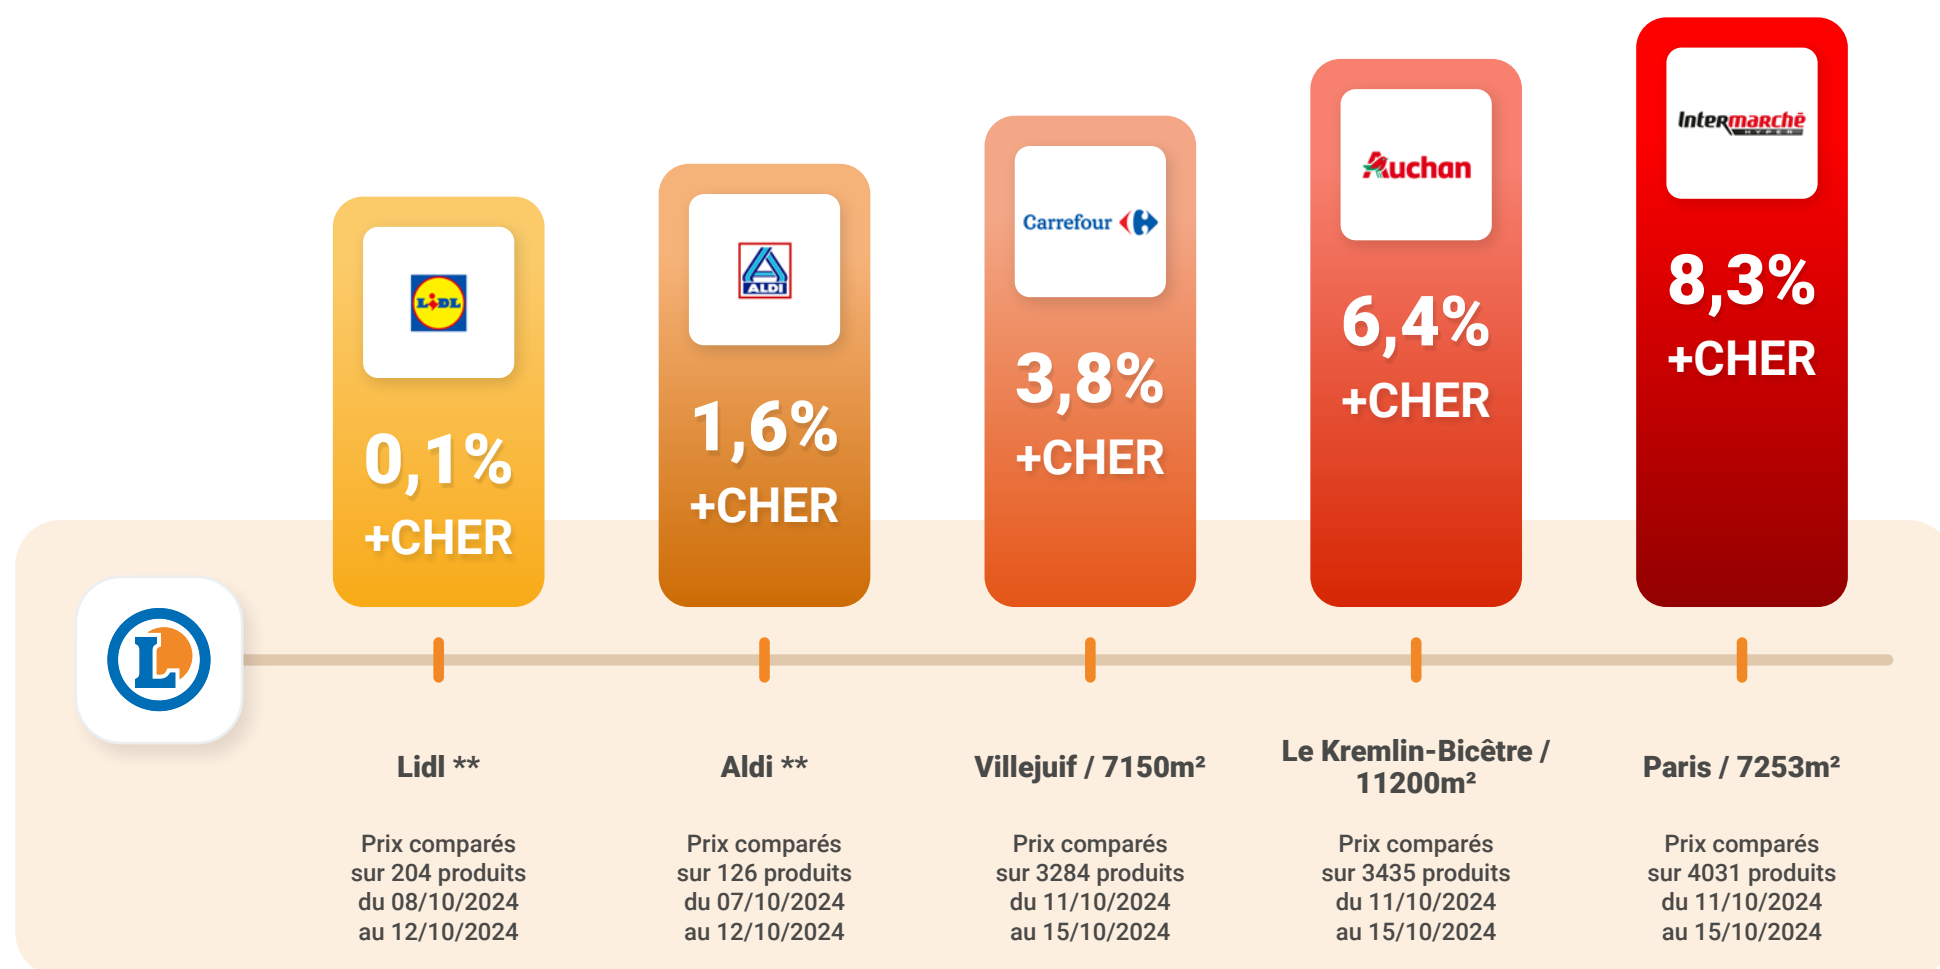 LIDL
0,1%
+CHER
ALDI
1,6%
+CHER
Carrefour
3,8%
+CHER
Auchan
6,4%
+CHER
Intermarchē
HYPER
8,3%
+CHER
L
Lidl **
Prix comparés
sur 204 produits
du 08/10/2024
au 12/10/2024
Aldi **
Prix comparés
sur 126 produits
du 07/10/2024
au 12/10/2024
Villejuif / 7150m²
Prix comparés
sur 3284 produits
du 11/10/2024
au 15/10/2024
Le Kremlin-Bicêtre /
11200m²
Prix comparés
sur 3435 produits
du 11/10/2024
au 15/10/2024
Paris / 7253m²
Prix comparés
sur 4031 produits
du 11/10/2024
au 15/10/2024